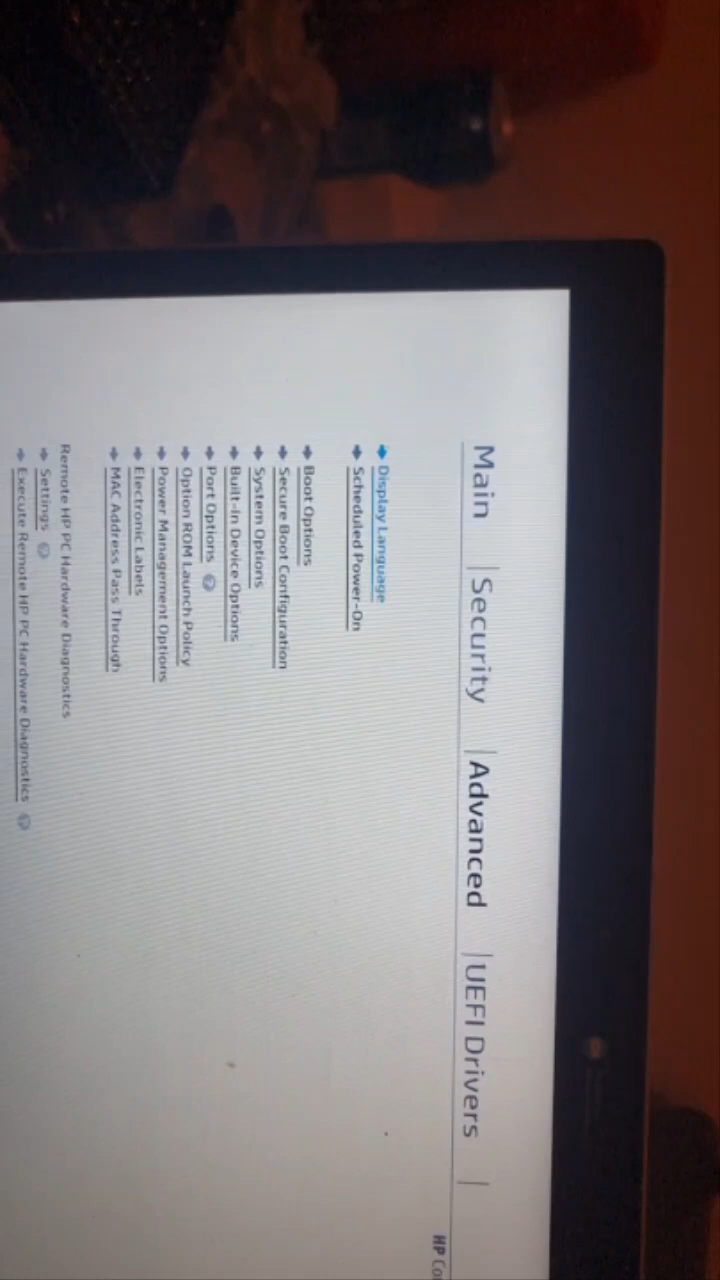 Main | Security | Advanced | UEFI Drivers |
HP
Display Language
Scheduled Power-On
Boot Options
Secure Boot Configuration
System Options
Built-In Device Options
Port Options ?
Option ROM Launch Policy
Power Management Options
Electronic Labels
MAC Address Pass Through
Remote HP PC Hardware Diagnostics
Settings ?
Execute Remote HP PC Hardware Diagnostics ?